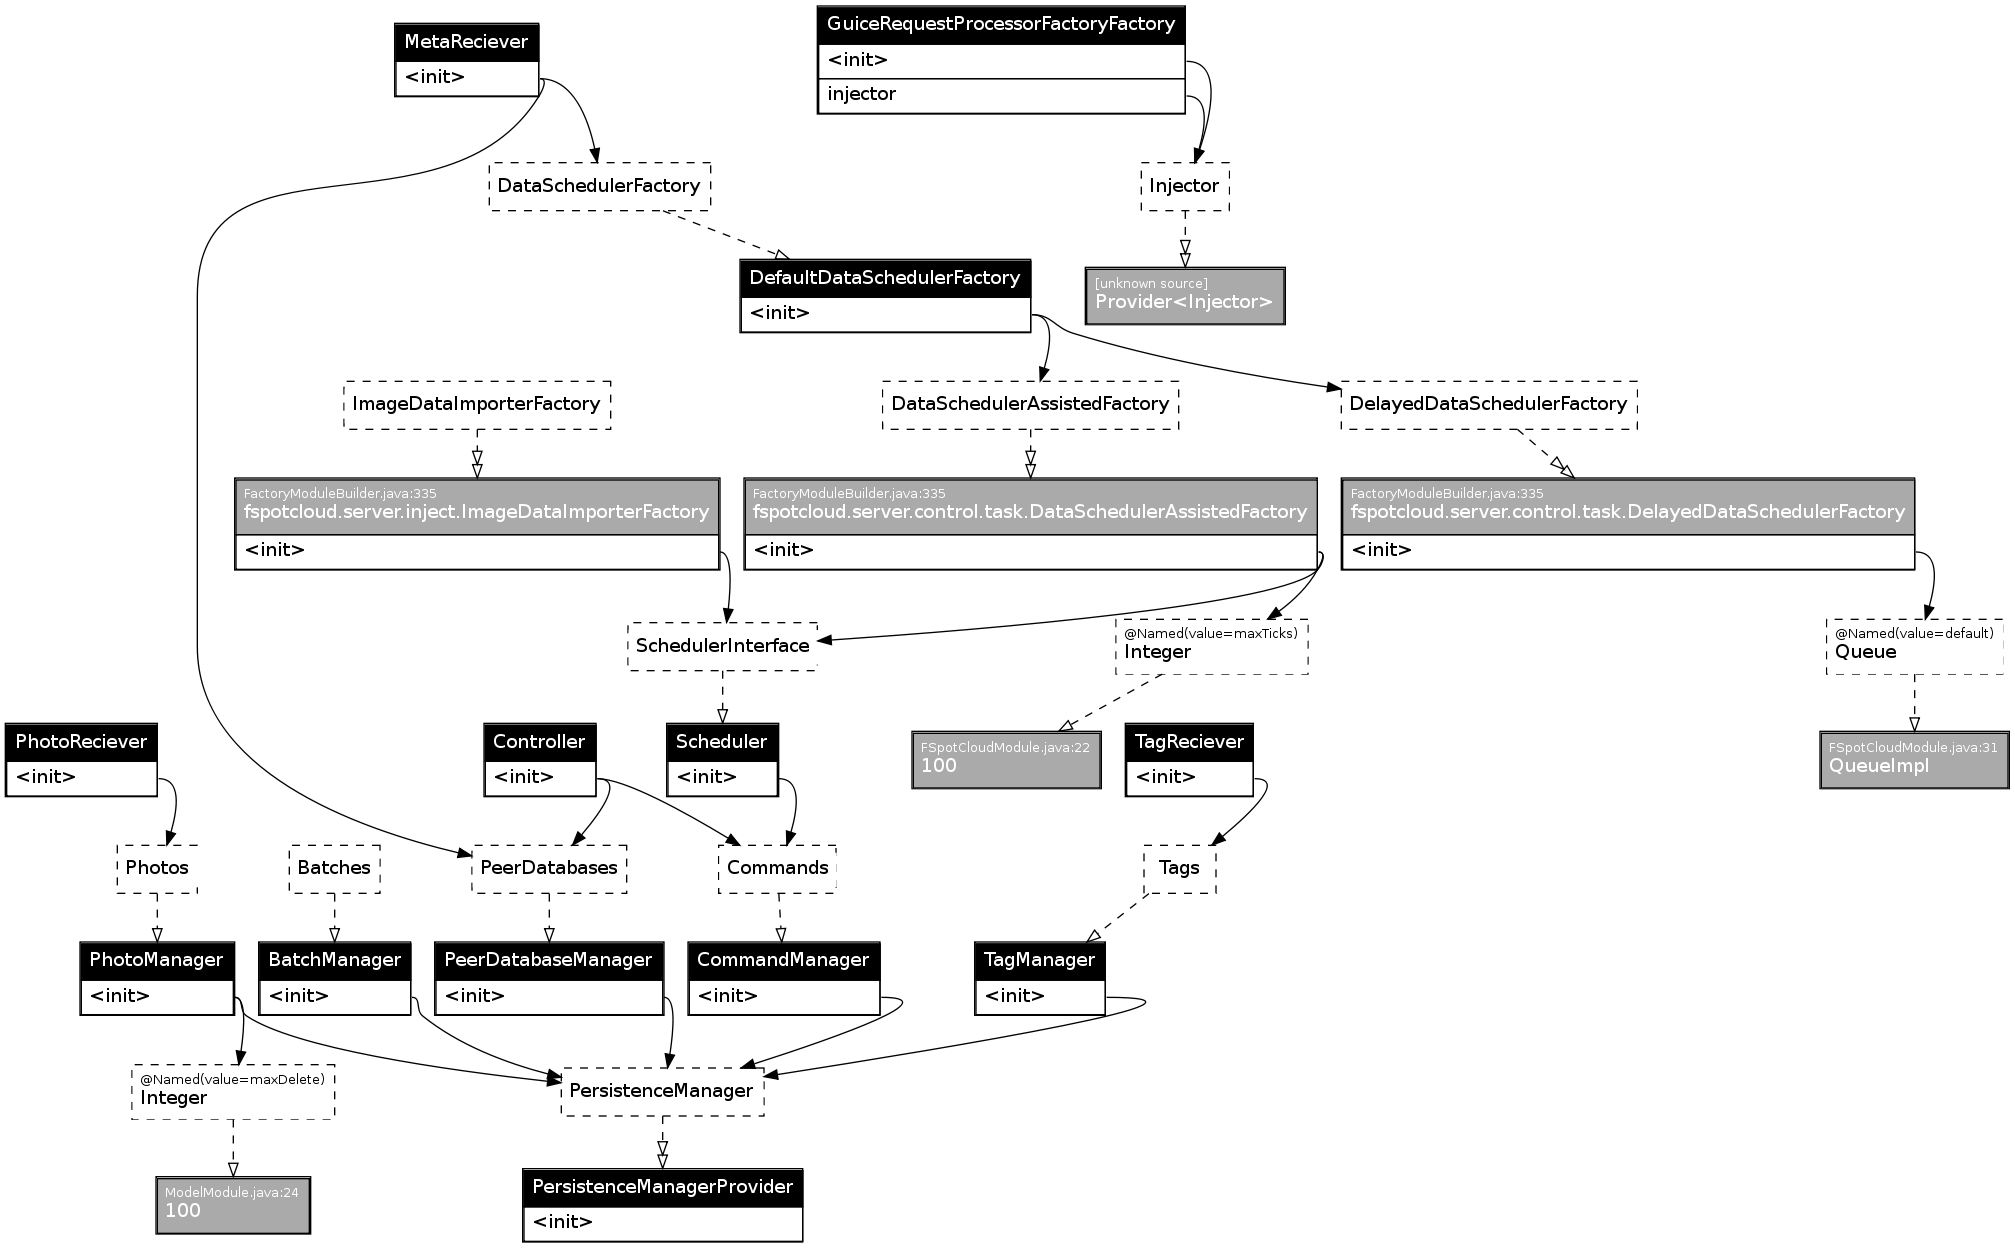 MetaReciever
<init>
GuiceRequestProcessorFactoryFactory
<init>
injector
DataSchedulerFactory
Injector
DefaultDataSchedulerFactory
<init>
[unknown source]
Provider<Injector>
ImageDataImporterFactory
DataSchedulerAssistedFactory
DelayedDataSchedulerFactory
FactoryModuleBuilder.java:335
fspotcloud.server.inject.ImageDataImporterFactory
<init>
FactoryModuleBuilder.java:335
fspotcloud.server.control.task.DataSchedulerAssistedFactory
<init>
FactoryModuleBuilder.java:335
fspotcloud.server.control.task.DelayedDataSchedulerFactory
<init>
SchedulerInterface
@Named(value=maxTicks)
Integer
@Named(value=default)
Queue
PhotoReciever
<init>
Controller
<init>
Scheduler
<init>
FSpotCloudModule.java:22
100
TagReciever
<init>
FSpotCloudModule.java:31
QueueImpl
Photos
Batches
PeerDatabases
Commands
Tags
PhotoManager
<init>
BatchManager
<init>
PeerDatabaseManager
<init>
CommandManager
<init>
TagManager
<init>
@Named(value=maxDelete)
Integer
PersistenceManager
ModelModule.java:24
100
PersistenceManagerProvider
<init>